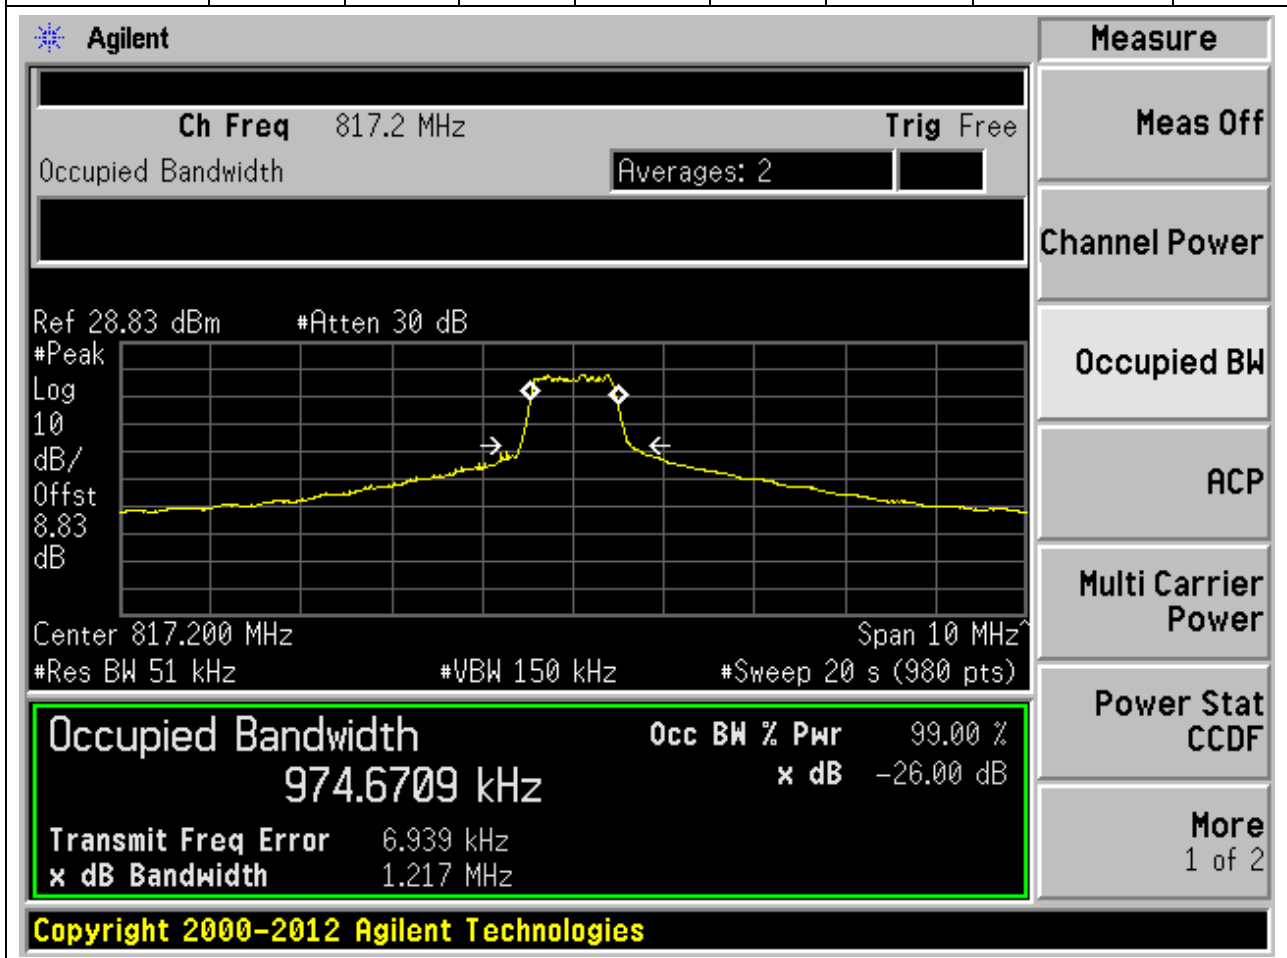 Agilent
Measure
Ch Freq 817.2 MHz Trig Free
Meas Off
Occupied Bandwidth Averages: 2
Channel Power
Ref 28.83 dBm #Atten 30 dB
#Peak
Log
10
dB/
Offst
8.83
dB
Occupied BW
ACP
Multi Carrier
Power
Center 817.200 MHz Span 10 MHz^
#Res BW 51 kHz #VBW 150 kHz #Sweep 20 s (980 pts)
Power Stat
CCDF
Occupied Bandwidth Occ BW % Pwr 99.00 %
974.6709 kHz x dB -26.00 dB
Transmit Freq Error 6.939 kHz
x dB Bandwidth 1.217 MHz
More
1 of 2
Copyright 2000-2012 Agilent Technologies